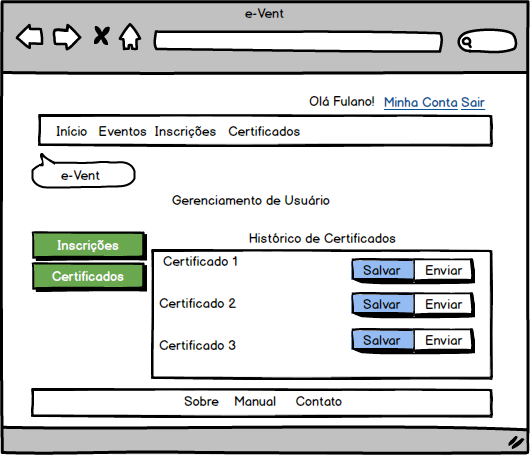 e-Vent
Olá Fulano! Minha Conta Sair
Início Eventos Inscrições Certificados
e-Vent
Gerenciamento de Usuário
Inscrições
Certificados
Histórico de Certificados
Certificado 1 Salvar Enviar
Certificado 2 Salvar Enviar
Certificado 3 Salvar Enviar
Sobre Manual Contato